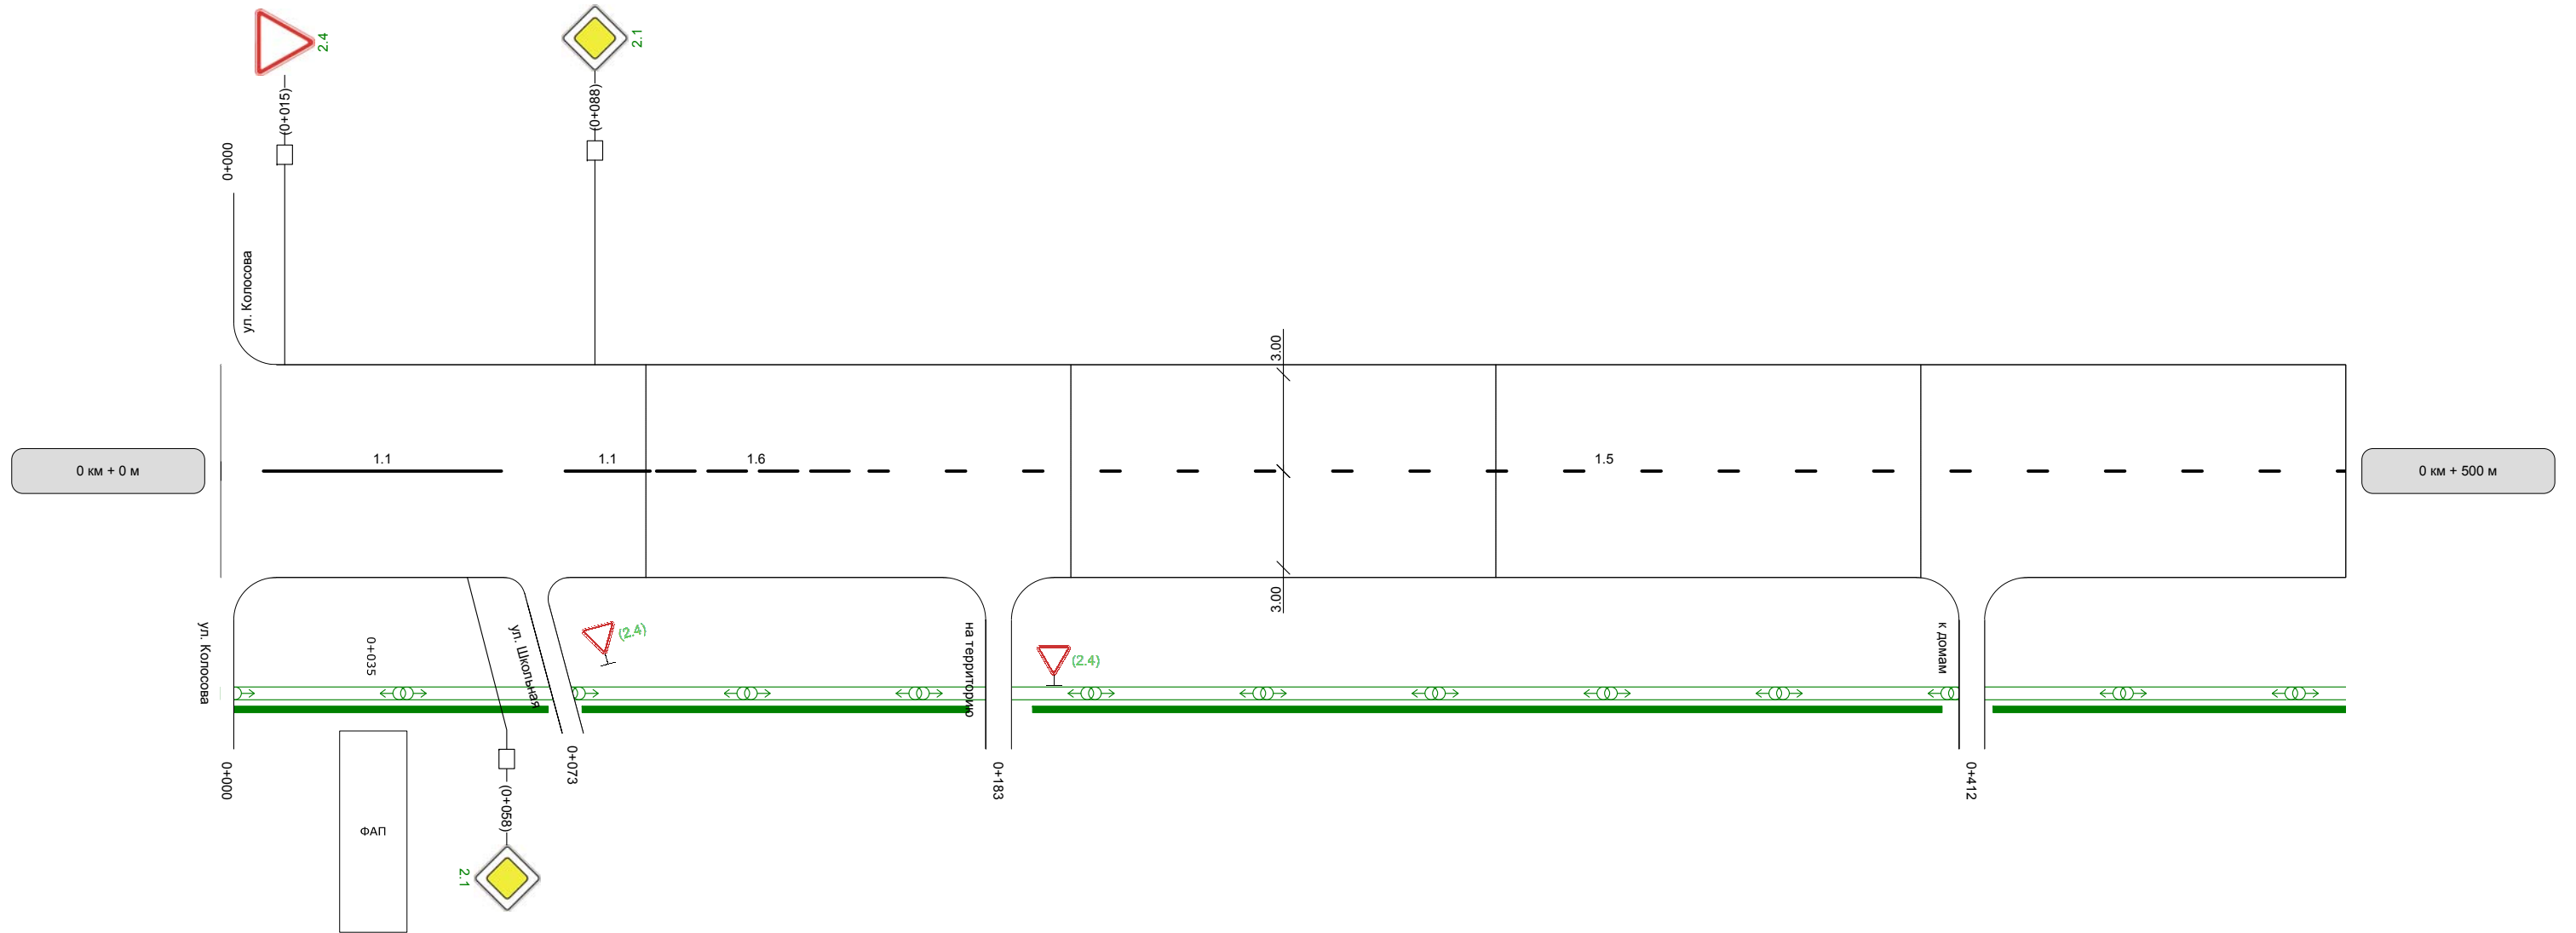 2.4
2.1
(0+015)
(0+088)
0+000
ул. Колосова
3.00
1.1
1.1
1.6
1.5
0 км + 0 м
0 км + 500 м
3.00
ул. Колосова
0+035
ул. Школьная
(2.4)
на территорию
(2.4)
к домам
0+000
0+073
0+183
0+412
(0+058)
ФАП
2.1